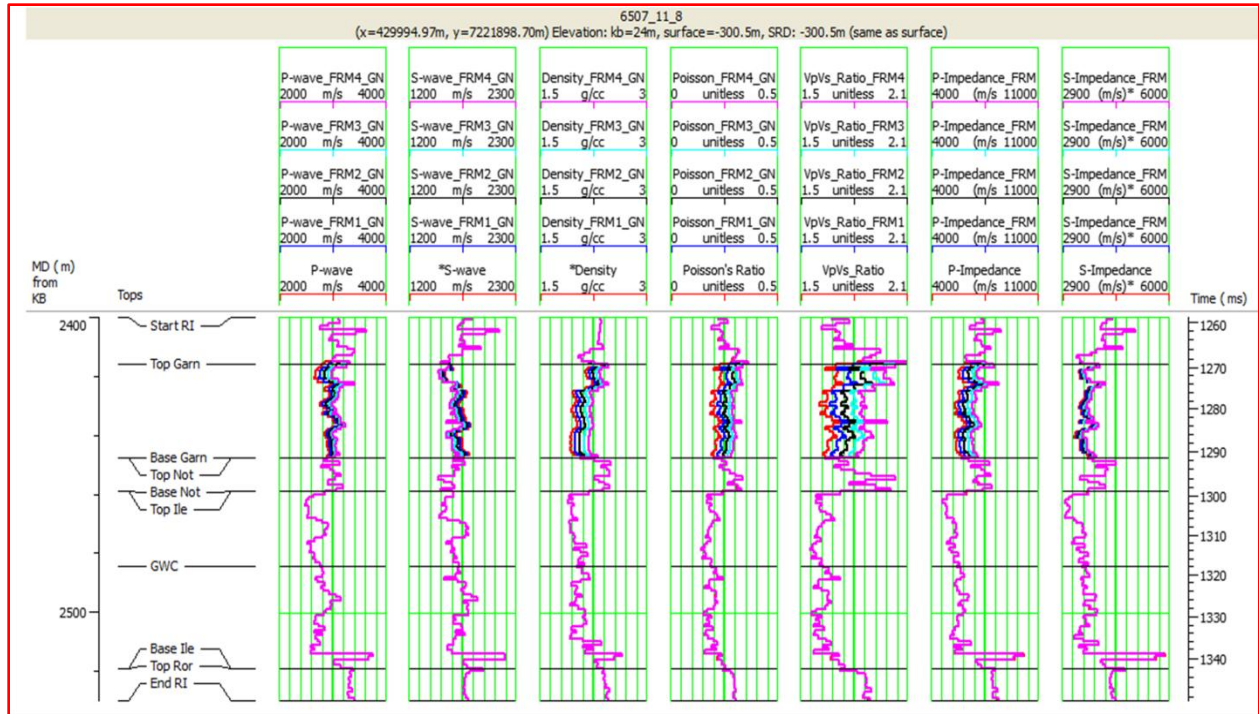 6507_11_8
(x=429994.97m, y=7221898.70m) Elevation: kb=24m, surface=-300.5m, SRD: -300.5m (same as surface)
P-wave_FRM4_GN S-wave_FRM4_GN Density_FRM4_GN Poisson_FRM4_GN VpVs_Ratio_FRM4 P-Impedance_FRM S-Impedance_FRM
2000 m/s 4000 1200 m/s 2300 1.5 g/cc 3 0 unitless 0.5 1.5 unitless 2.1 4000 (m/s 11000 2900 (m/s)* 6000
P-wave_FRM3_GN S-wave_FRM3_GN Density_FRM3_GN Poisson_FRM3_GN VpVs_Ratio_FRM3 P-Impedance_FRM S-Impedance_FRM
2000 m/s 4000 1200 m/s 2300 1.5 g/cc 3 0 unitless 0.5 1.5 unitless 2.1 4000 (m/s 11000 2900 (m/s)* 6000
P-wave_FRM2_GN S-wave_FRM2_GN Density_FRM2_GN Poisson_FRM2_GN VpVs_Ratio_FRM2 P-Impedance_FRM S-Impedance_FRM
2000 m/s 4000 1200 m/s 2300 1.5 g/cc 3 0 unitless 0.5 1.5 unitless 2.1 4000 (m/s 11000 2900 (m/s)* 6000
P-wave_FRM1_GN S-wave_FRM1_GN Density_FRM1_GN Poisson_FRM1_GN VpVs_Ratio_FRM1 P-Impedance_FRM S-Impedance_FRM
2000 m/s 4000 1200 m/s 2300 1.5 g/cc 3 0 unitless 0.5 1.5 unitless 2.1 4000 (m/s 11000 2900 (m/s)* 6000
MD (m)
from
KB
Tops
P-wave *S-wave *Density Poisson's Ratio VpVs_Ratio P-Impedance S-Impedance
2000 m/s 4000 1200 m/s 2300 1.5 g/cc 3 0 unitless 0.5 1.5 unitless 2.1 4000 (m/s 11000 2900 (m/s)* 6000
Time (ms)
2400 Start RI 1260
Top Garn 1270
1280
Base Garn 1290
Top Not
Base Not 1300
Top Ile
1310
GWC
1320
2500 1330
Base Ile 1340
Top Ror
End RI